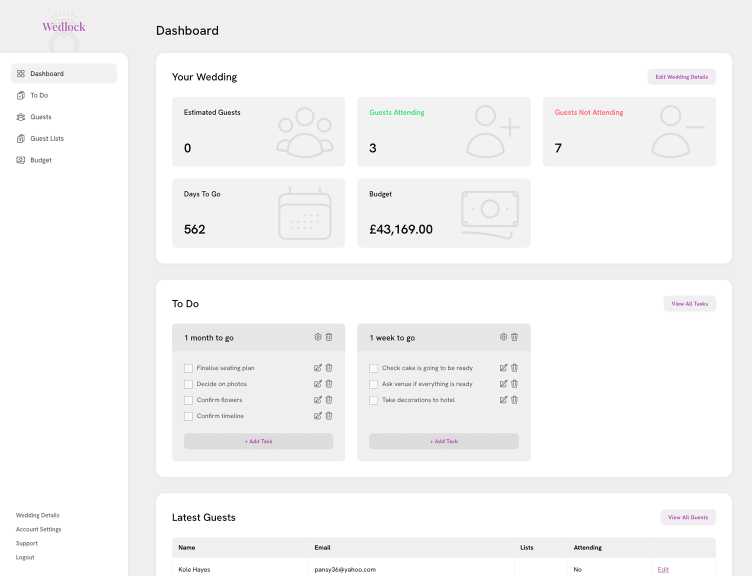 Wedlock
Dashboard
To Do
Guests
Guest Lists
Budget
Wedding Details
Account Settings
Support
Logout
Dashboard
Your Wedding
Edit Wedding Details
Estimated Guests
0
Guests Attending
3
Guests Not Attending
7
Days To Go
562
Budget
£43,169.00
To Do
View All Tasks
1 month to go
Finalise seating plan
Decide on photos
Confirm flowers
Confirm timeline
+ Add Task
1 week to go
Check cake is going to be ready
Ask venue if everything is ready
Take decorations to hotel
+ Add Task
Latest Guests
View All Guests
Name Email Lists Attending
Kole Hayes pansy36@yahoo.com No Edit